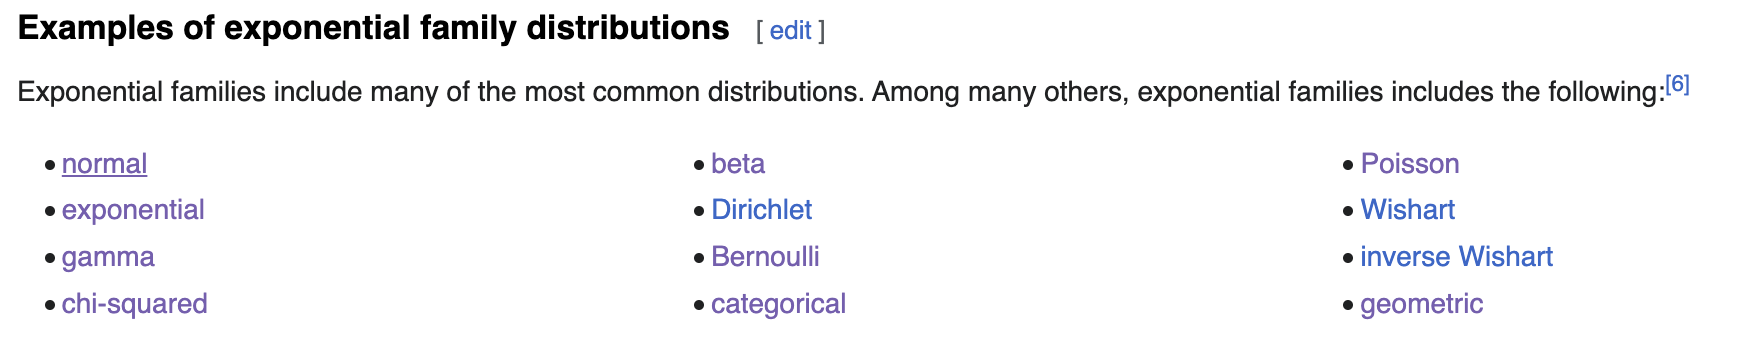 Examples of exponential family distributions [ edit ]
Exponential families include many of the most common distributions. Among many others, exponential families includes the following:[6]
• normal
• exponential
• gamma
• chi-squared
• beta
• Dirichlet
• Bernoulli
• categorical
• Poisson
• Wishart
• inverse Wishart
• geometric